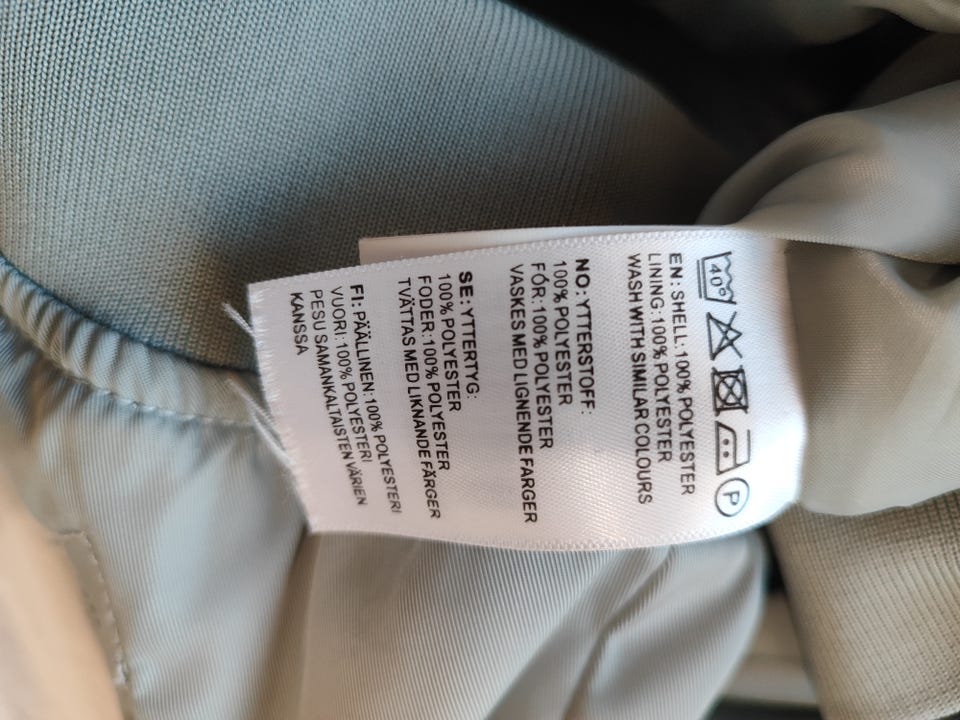 40°
P
EN: SHELL:100% POLYESTER
LINING:100% POLYESTER
WASH WITH SIMILAR COLOURS
NO: YTTERSTOFF:
100% POLYESTER
FÓR: 100% POLYESTER
VASKES MED LIGNENDE FARGER
SE: YTTERTYG:
100% POLYESTER
FODER: 100% POLYESTER
TVÄTTAS MED LIKNANDE FÄRGER
FI: PÄÄLLINEN: 100% POLYESTERI
VUORI: 100% POLYESTERI
PESU SAMANKALTAISTEN VÄRIEN
KANSSA